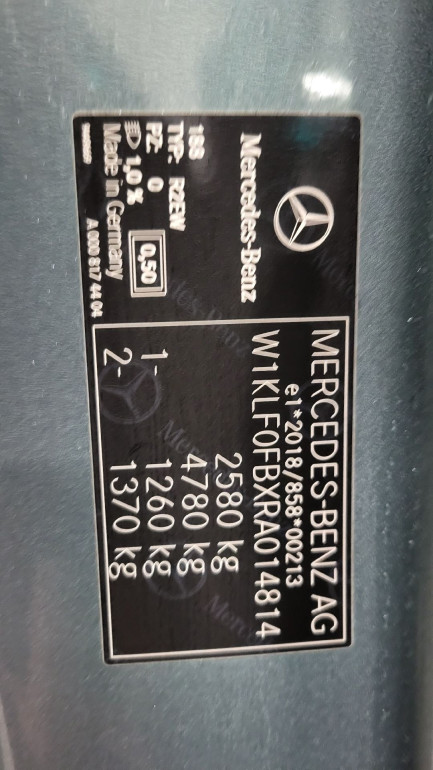 MERCEDES-BENZ AG
e1*2018/858*00213
W1KLF0FBXRA014814
2580 kg
4780 kg
1- 1260 kg
2- 1370 kg
Mercedes-Benz
TYP: R2EW
PZ: 0
1,0 %
0,50
Made in Germany
A 000 817 44 04